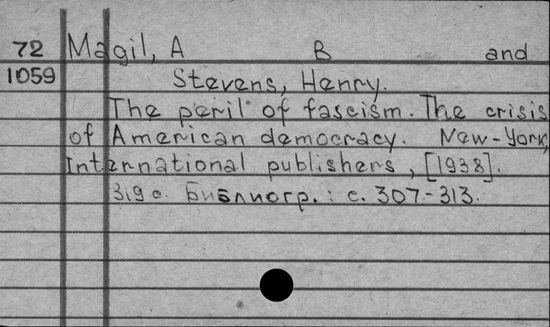 72 Magil, A B and
1059 Stevens, Henry.
The peril of fascism. The crisis
of American democracy. New-York,
International publishers, [1938].
319 с. Библиогр.: с. 307-313.